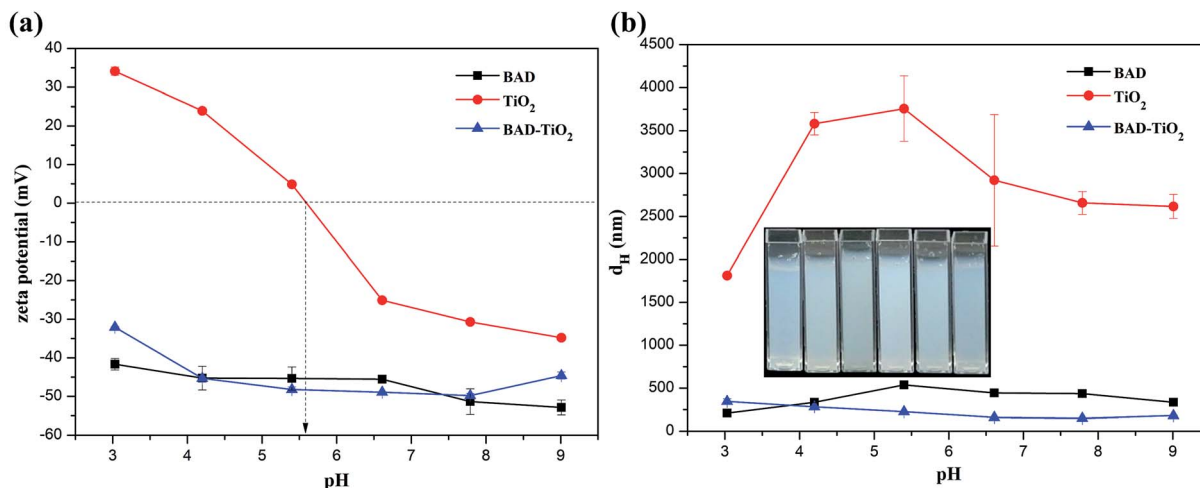 (a)
40
30
20
10
0
-10
-20
-30
-40
-50
-60
zeta potential (mV)
BAD
TiO₂
BAD-TiO₂
3 4 5 6 7 8 9
pH
(b)
4500
4000
3500
3000
2500
2000
1500
1000
500
0
d_H (nm)
BAD
TiO₂
BAD-TiO₂
3 4 5 6 7 8 9
pH